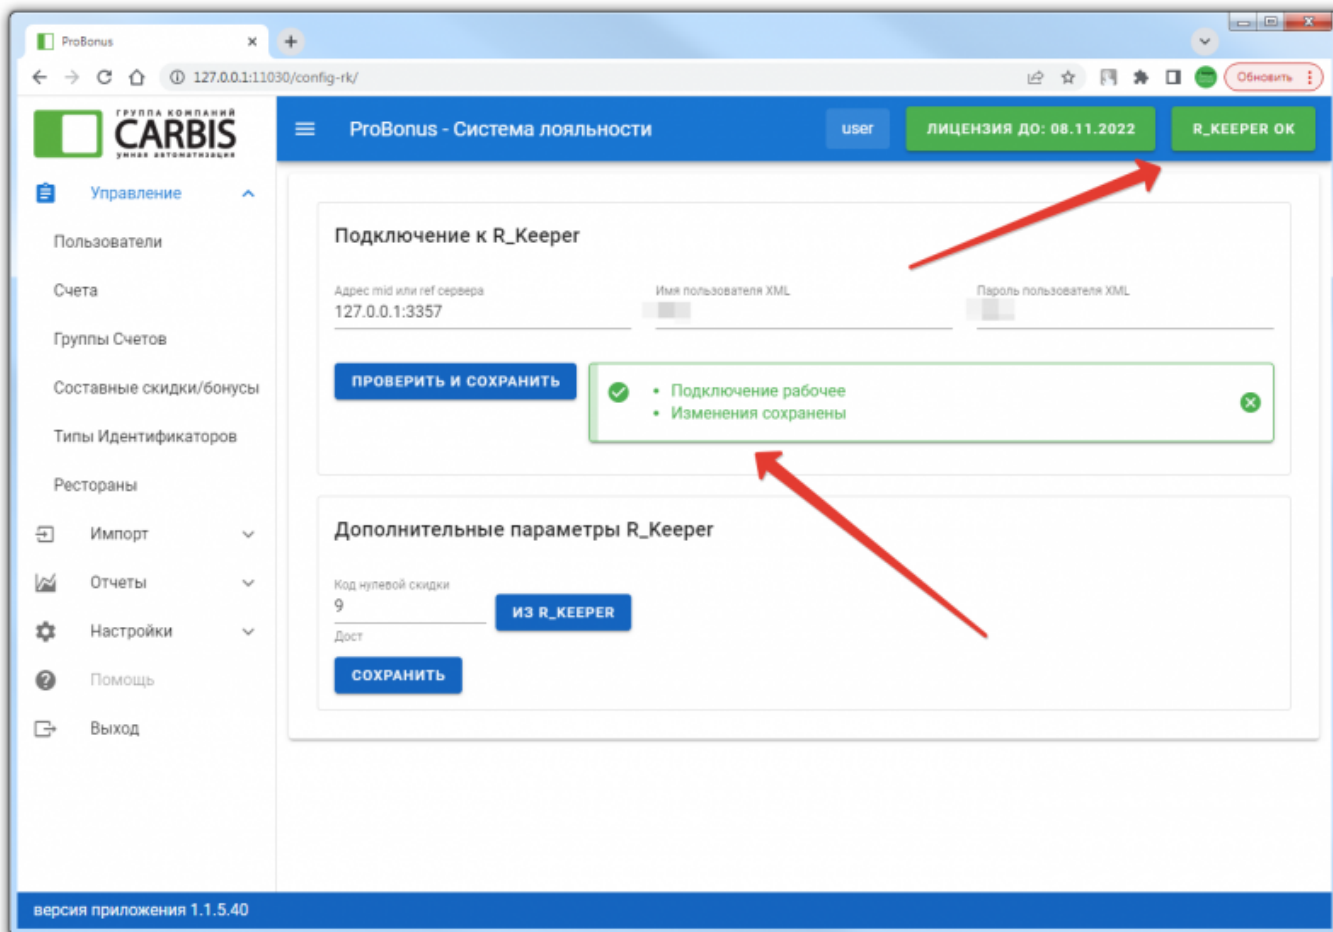 ProBonus
127.0.0.1:11030/config-rk/
Обновить
ГРУППА КОМПАНИЙ
CARBIS
умная автоматизация
ProBonus - Система лояльности
user
ЛИЦЕНЗИЯ ДО: 08.11.2022
R_KEEPER OK
Управление
Пользователи
Счета
Группы Счетов
Составные скидки/бонусы
Типы Идентификаторов
Рестораны
Импорт
Отчеты
Настройки
Помощь
Выход
Подключение к R_Keeper
Адрес mid или ref сервера
127.0.0.1:3357
Имя пользователя XML
Пароль пользователя XML
ПРОВЕРИТЬ И СОХРАНИТЬ
• Подключение рабочее
• Изменения сохранены
Дополнительные параметры R_Keeper
Код нулевой скидки
9
Дост
ИЗ R_KEEPER
СОХРАНИТЬ
версия приложения 1.1.5.40